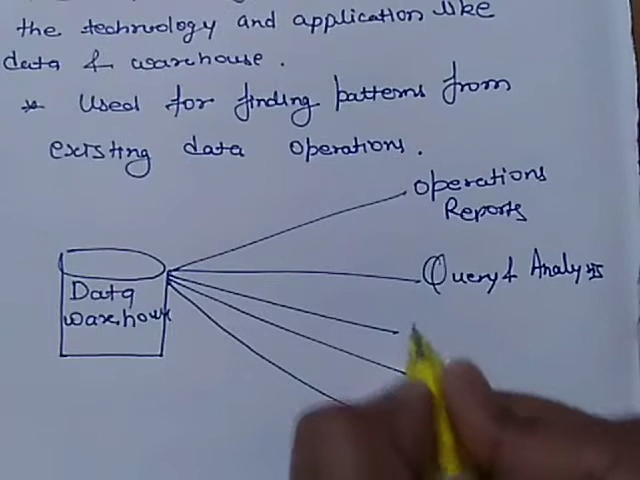 the technology and application like
data & warehouse.
* Used for finding patterns from
existing data operations.
operations
Reports
Query & Analysis
Data
warehouse